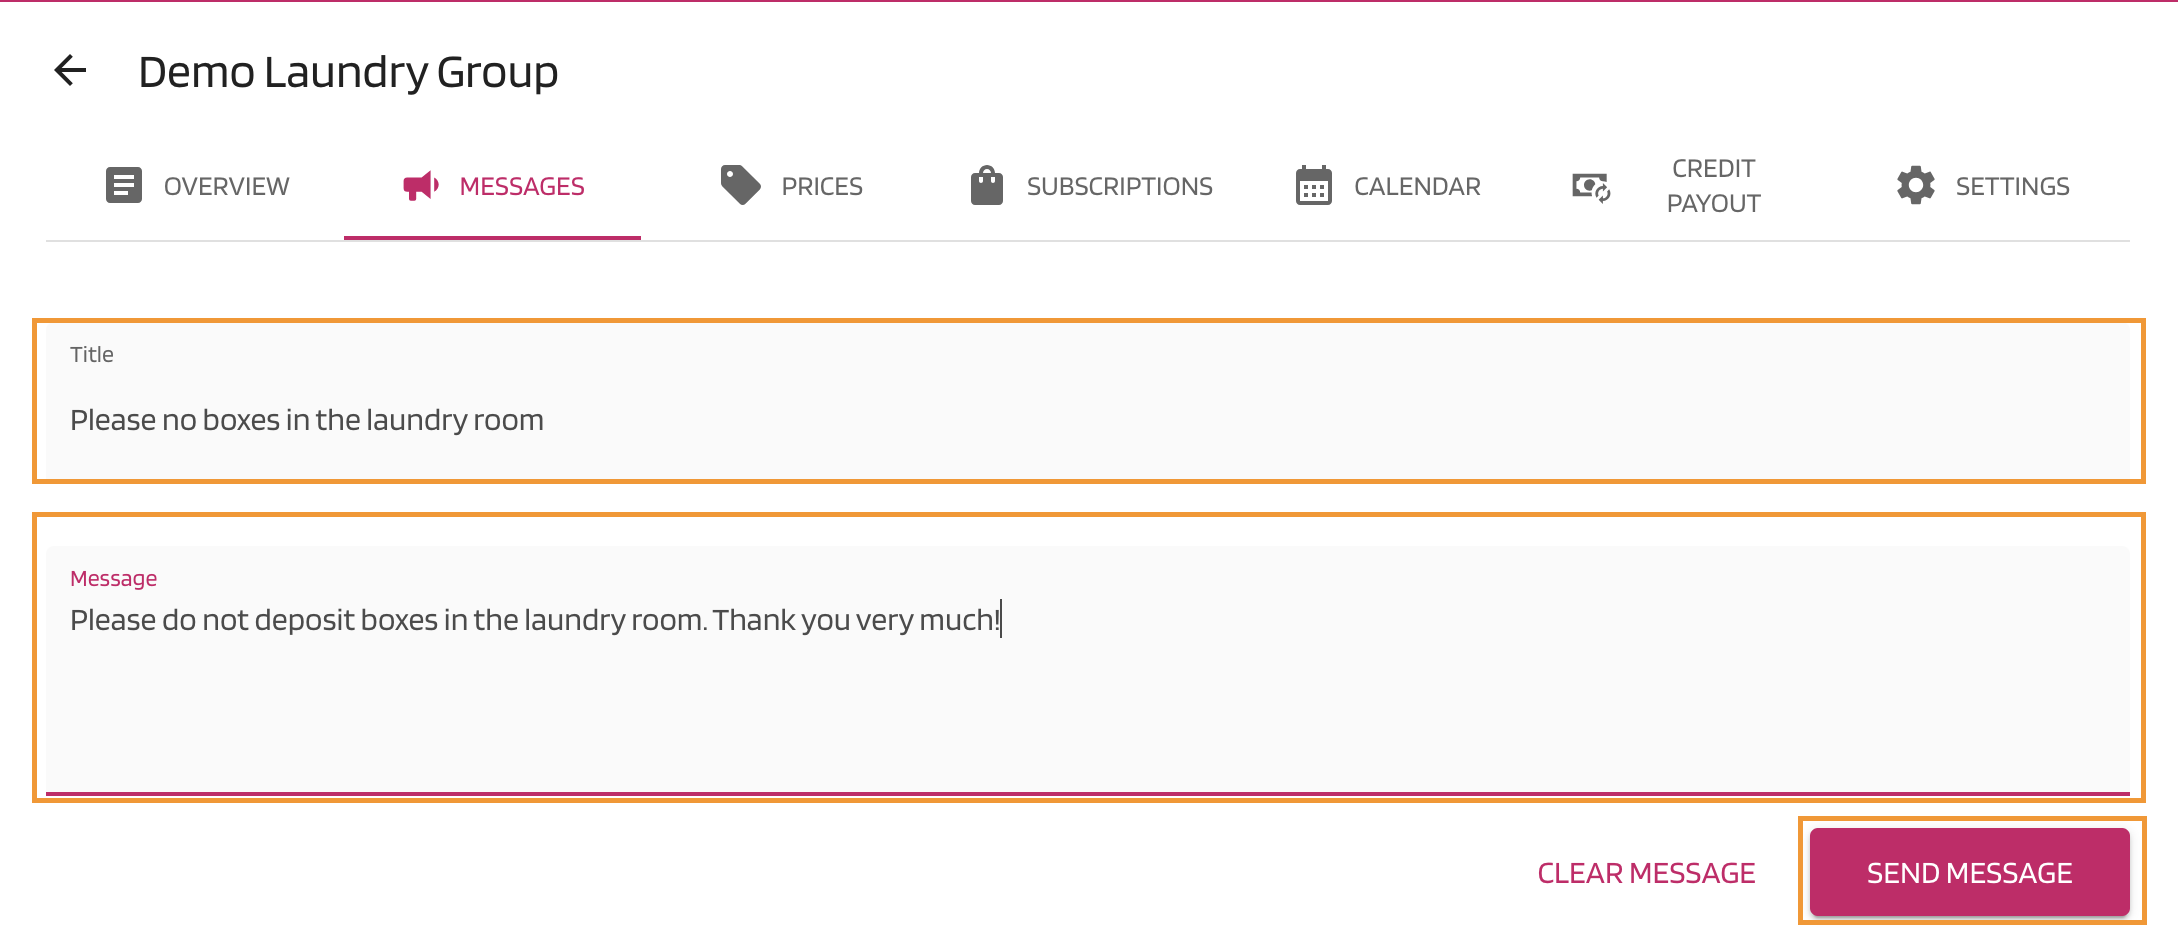 Demo Laundry Group
OVERVIEW
MESSAGES
PRICES
SUBSCRIPTIONS
CALENDAR
CREDIT
PAYOUT
SETTINGS
Title
Please no boxes in the laundry room
Message
Please do not deposit boxes in the laundry room. Thank you very much!
CLEAR MESSAGE
SEND MESSAGE